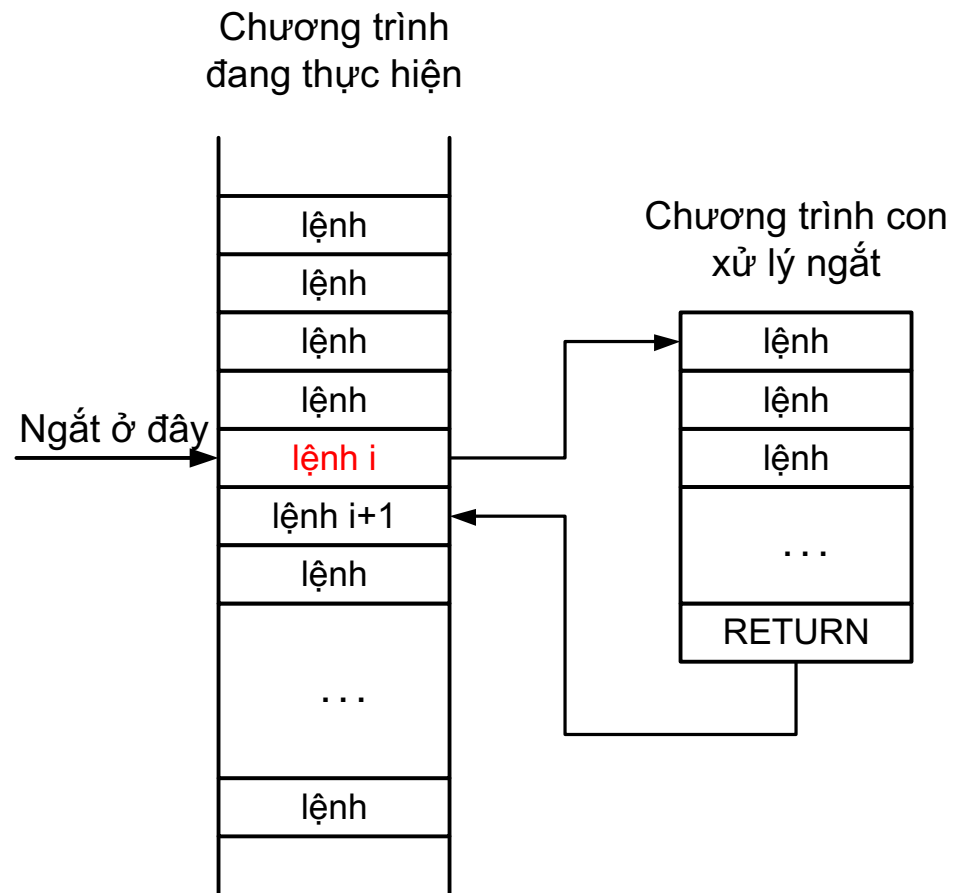 Chương trình
đang thực hiện
lệnh
lệnh
lệnh
lệnh
Ngắt ở đây
lệnh i
lệnh i+1
lệnh
. . .
lệnh
Chương trình con
xử lý ngắt
lệnh
lệnh
lệnh
. . .
RETURN